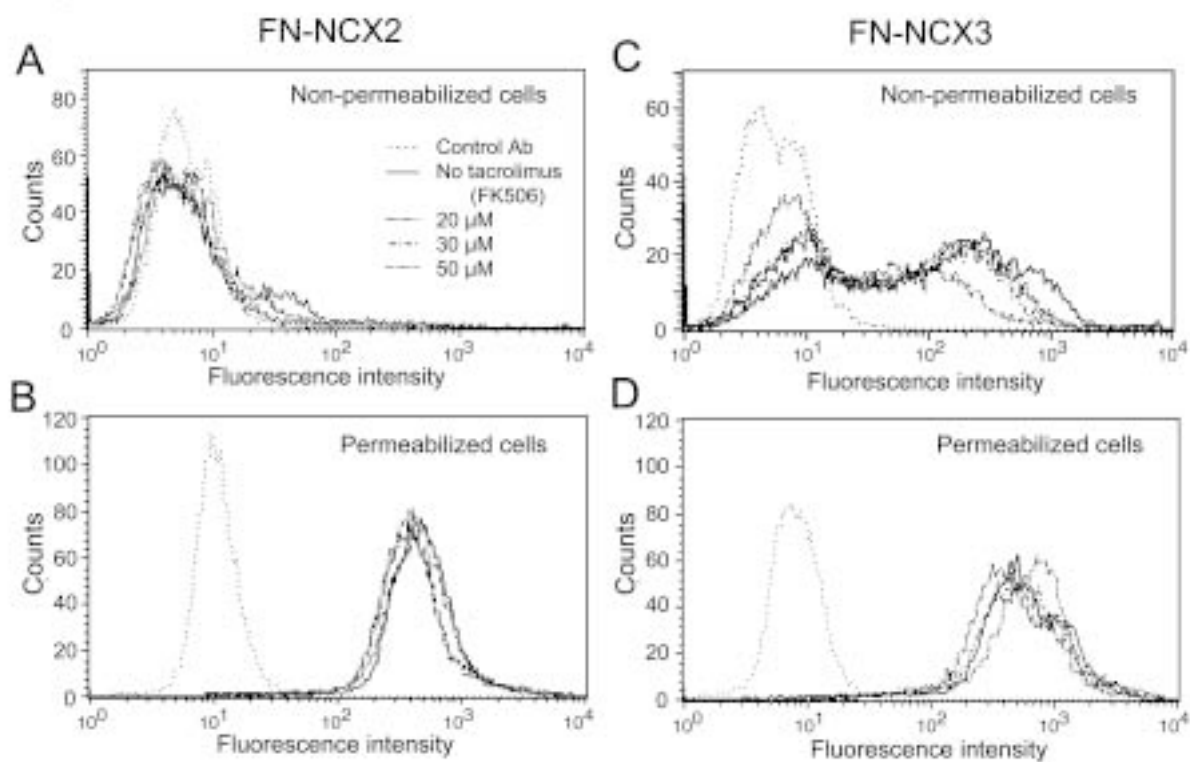 FN-NCX2
FN-NCX3
A
Non-permeabilized cells
Control Ab
No tacrolimus
(FK506)
20 µM
30 µM
50 µM
Counts
80
60
40
20
0
10⁰
10¹
10²
10³
10⁴
Fluorescence intensity
C
Non-permeabilized cells
Counts
60
40
20
0
10⁰
10¹
10²
10³
10⁴
Fluorescence intensity
B
Permeabilized cells
Counts
120
100
80
60
40
20
0
10⁰
10¹
10²
10³
10⁴
Fluorescence intensity
D
Permeabilized cells
Counts
120
100
80
60
40
20
0
10⁰
10¹
10²
10³
10⁴
Fluorescence intensity